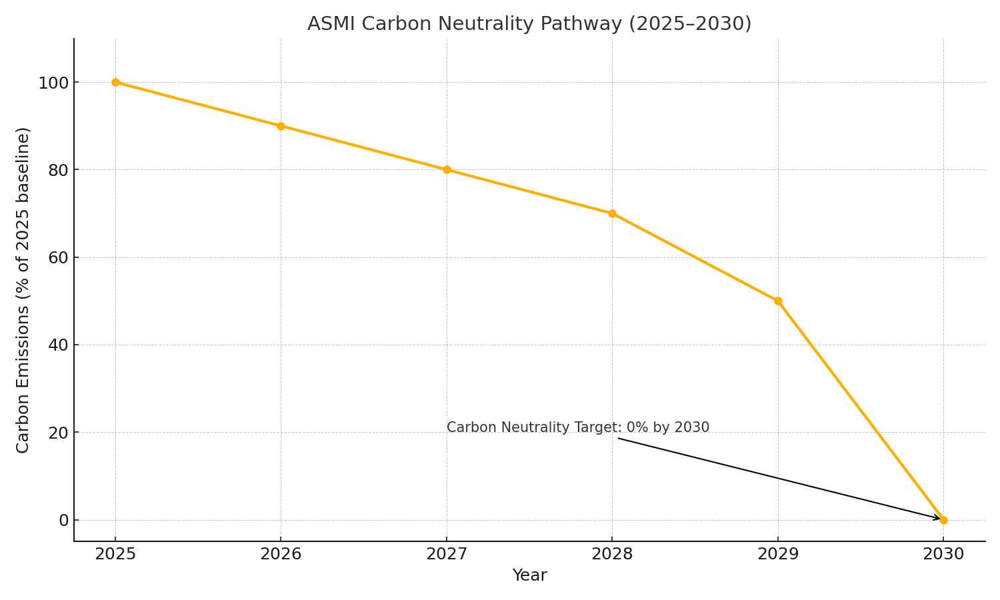 ASMI Carbon Neutrality Pathway (2025–2030)
Carbon Emissions (% of 2025 baseline)
100
80
60
40
20
0
Carbon Neutrality Target: 0% by 2030
2025 2026 2027 2028 2029 2030
Year